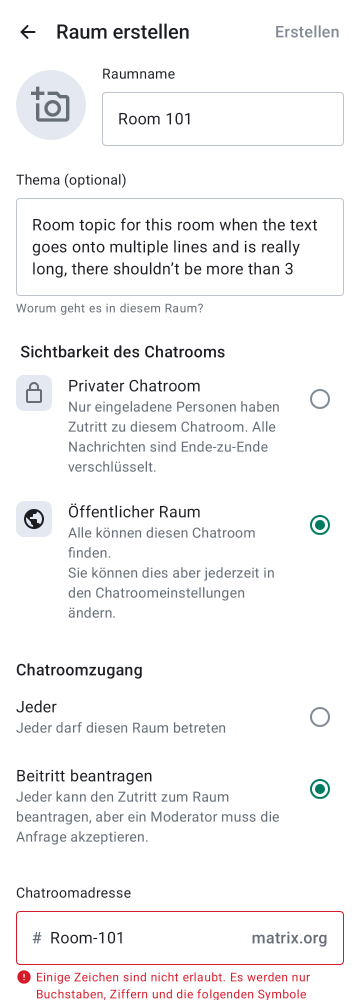 Raum erstellen
Erstellen
Raumname
Room 101
Thema (optional)
Room topic for this room when the text
goes onto multiple lines and is really
long, there shouldn’t be more than 3
Worum geht es in diesem Raum?
Sichtbarkeit des Chatrooms
Privater Chatroom
Nur eingeladene Personen haben
Zutritt zu diesem Chatroom. Alle
Nachrichten sind Ende-zu-Ende
verschlüsselt.
Öffentlicher Raum
Alle können diesen Chatroom
finden.
Sie können dies aber jederzeit in
den Chatroomeinstellungen
ändern.
Chatroomzugang
Jeder
Jeder darf diesen Raum betreten
Beitritt beantragen
Jeder kann den Zutritt zum Raum
beantragen, aber ein Moderator muss die
Anfrage akzeptieren.
Chatroomadresse
# Room-101 matrix.org
Einige Zeichen sind nicht erlaubt. Es werden nur
Buchstaben, Ziffern und die folgenden Symbole